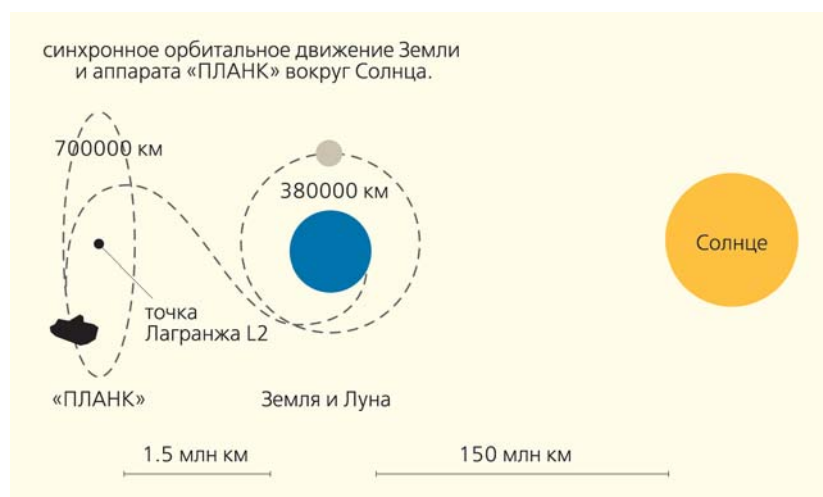 синхронное орбитальное движение Земли
и аппарата «ПЛАНК» вокруг Солнца.
700000 км
380000 км
Солнце
точка
Лагранжа L2
«ПЛАНК»
Земля и Луна
1.5 млн км
150 млн км